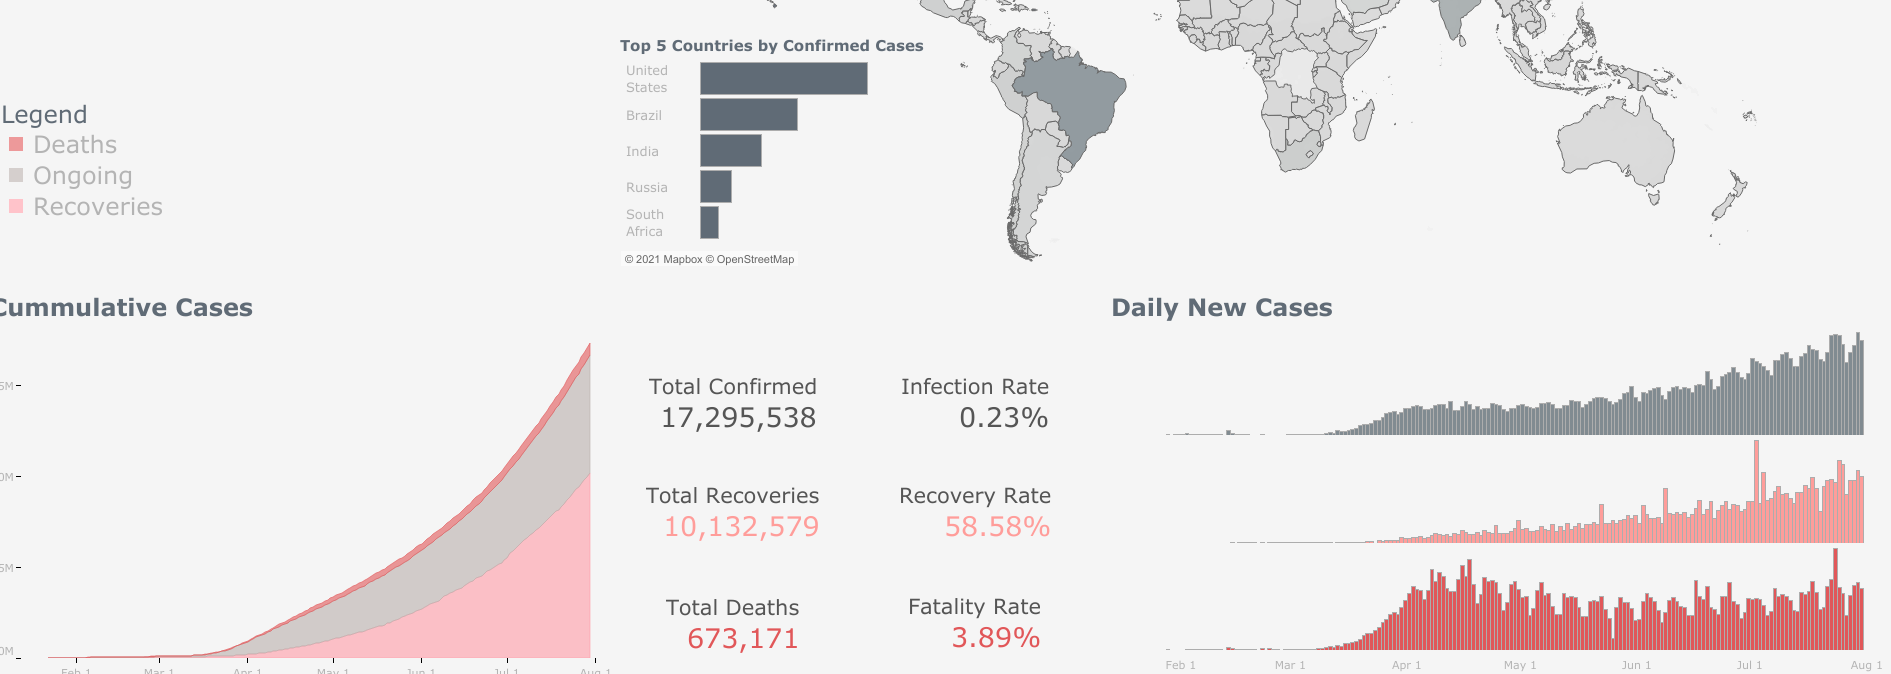 Top 5 Countries by Confirmed Cases
United
States
Brazil
India
Russia
South
Africa
© 2021 Mapbox © OpenStreetMap
Legend
Deaths
Ongoing
Recoveries
Cummulative Cases
5M
0M
5M
0M
Feb 1
Mar 1
Apr 1
May 1
Jun 1
Jul 1
Aug 1
Total Confirmed
17,295,538
Infection Rate
0.23%
Total Recoveries
10,132,579
Recovery Rate
58.58%
Total Deaths
673,171
Fatality Rate
3.89%
Daily New Cases
Feb 1
Mar 1
Apr 1
May 1
Jun 1
Jul 1
Aug 1